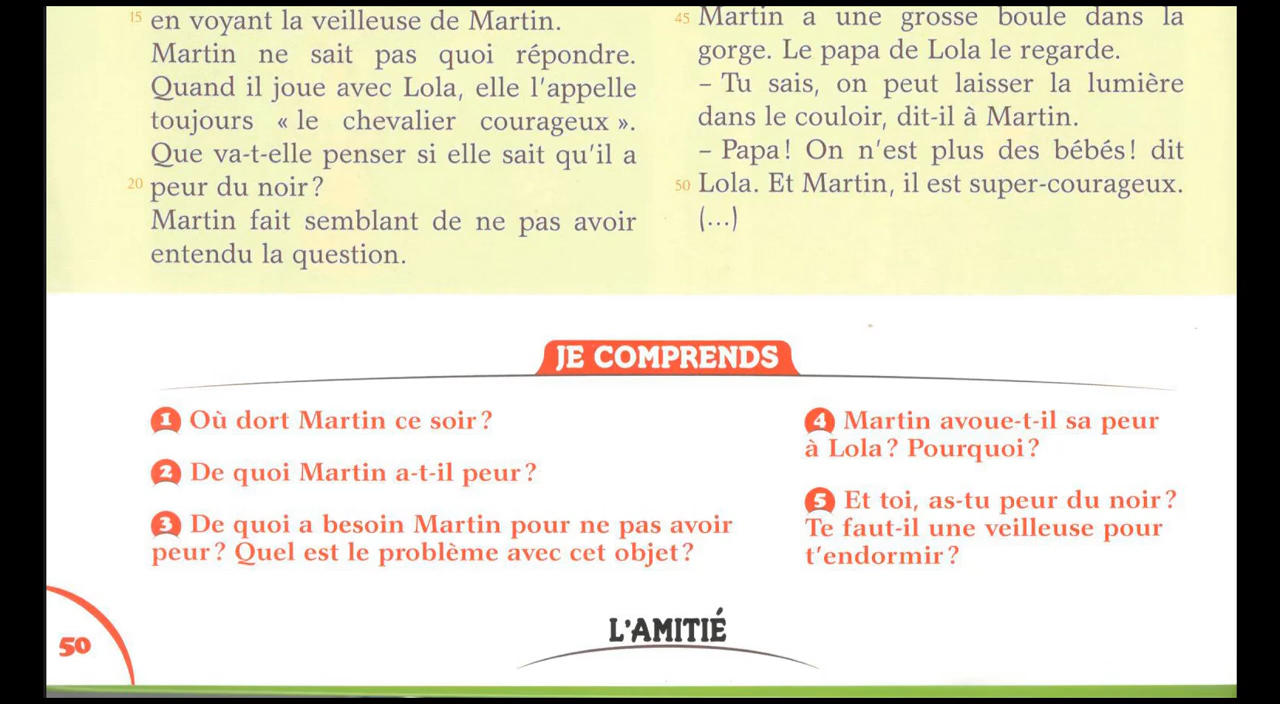 15 en voyant la veilleuse de Martin.
Martin ne sait pas quoi répondre.
Quand il joue avec Lola, elle l'appelle
toujours « le chevalier courageux ».
Que va-t-elle penser si elle sait qu'il a
20 peur du noir ?
Martin fait semblant de ne pas avoir
entendu la question.
45 Martin a une grosse boule dans la
gorge. Le papa de Lola le regarde.
– Tu sais, on peut laisser la lumière
dans le couloir, dit-il à Martin.
– Papa ! On n'est plus des bébés ! dit
50 Lola. Et Martin, il est super-courageux.
(...)
JE COMPRENDS
1 Où dort Martin ce soir ?
2 De quoi Martin a-t-il peur ?
3 De quoi a besoin Martin pour ne pas avoir
peur ? Quel est le problème avec cet objet ?
4 Martin avoue-t-il sa peur
à Lola ? Pourquoi ?
5 Et toi, as-tu peur du noir ?
Te faut-il une veilleuse pour
t'endormir ?
50
L'AMITIÉ